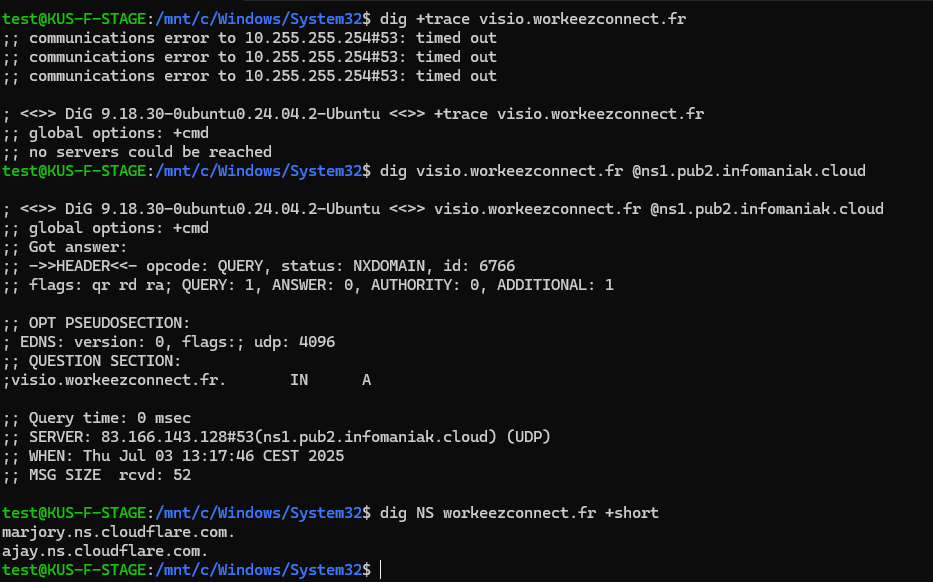 test@KUS-F-STAGE:/mnt/c/Windows/System32$ dig +trace visio.workeezconnect.fr
;; communications error to 10.255.255.254#53: timed out
;; communications error to 10.255.255.254#53: timed out
;; communications error to 10.255.255.254#53: timed out
; <<>> DiG 9.18.30-0ubuntu0.24.04.2-Ubuntu <<>> +trace visio.workeezconnect.fr
;; global options: +cmd
;; no servers could be reached
test@KUS-F-STAGE:/mnt/c/Windows/System32$ dig visio.workeezconnect.fr @ns1.pub2.infomaniak.cloud
; <<>> DiG 9.18.30-0ubuntu0.24.04.2-Ubuntu <<>> visio.workeezconnect.fr @ns1.pub2.infomaniak.cloud
;; global options: +cmd
;; Got answer:
;; ->>HEADER<<- opcode: QUERY, status: NXDOMAIN, id: 6766
;; flags: qr rd ra; QUERY: 1, ANSWER: 0, AUTHORITY: 0, ADDITIONAL: 1
;; OPT PSEUDOSECTION:
; EDNS: version: 0, flags:; udp: 4096
;; QUESTION SECTION:
;visio.workeezconnect.fr. IN A
;; Query time: 0 msec
;; SERVER: 83.166.143.128#53(ns1.pub2.infomaniak.cloud) (UDP)
;; WHEN: Thu Jul 03 13:17:46 CEST 2025
;; MSG SIZE rcvd: 52
test@KUS-F-STAGE:/mnt/c/Windows/System32$ dig NS workeezconnect.fr +short
marjory.ns.cloudflare.com.
ajay.ns.cloudflare.com.
test@KUS-F-STAGE:/mnt/c/Windows/System32$